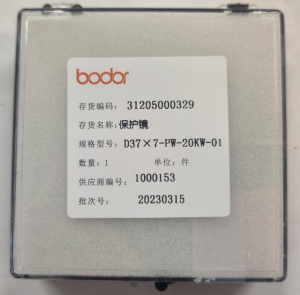 bodor
存货编码: 31205000329
存货名称:保护镜
规格型号: D37×7-PW-20KW-01
数量:1 单位:件
供应商编号: 1000153
批次号: 20230315